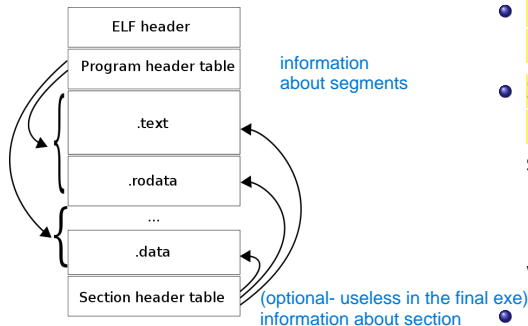 ELF header
Program header table
information
about segments
.text
.rodata
...
.data
Section header table
(optional- useless in the final exe)
information about section